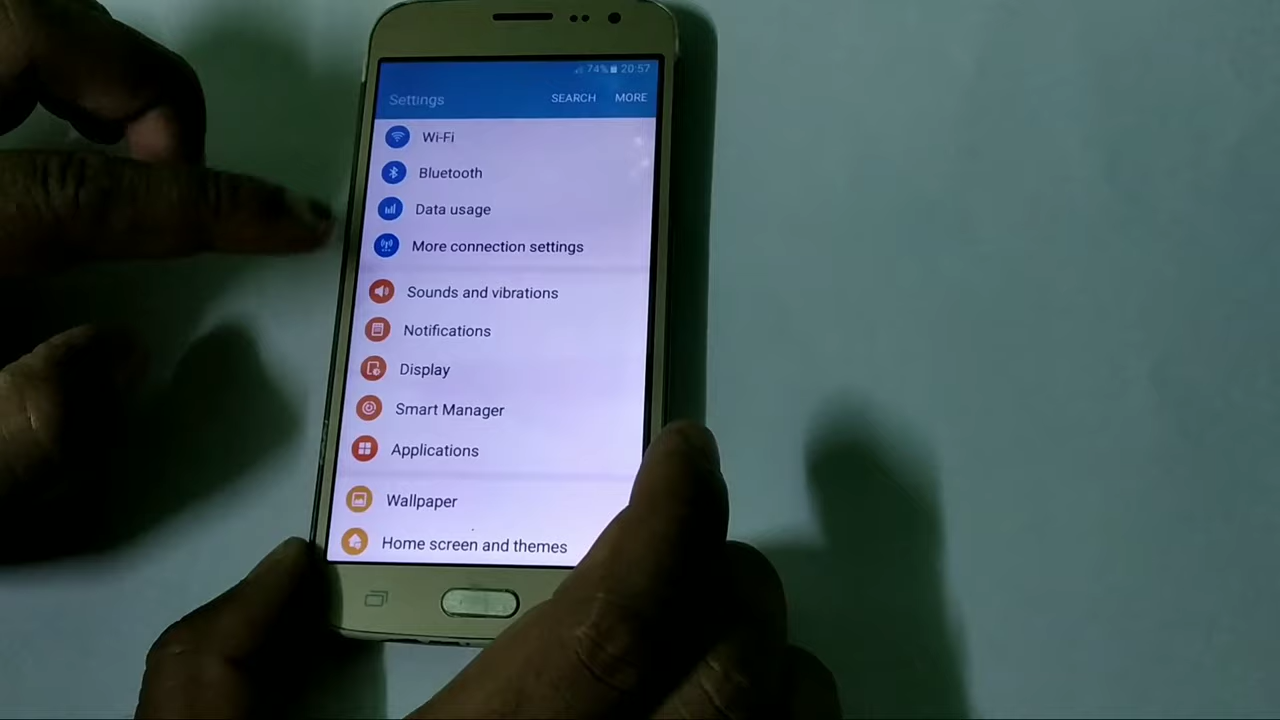 74% 20:57
Settings SEARCH MORE
Wi-Fi
Bluetooth
Data usage
More connection settings
Sounds and vibrations
Notifications
Display
Smart Manager
Applications
Wallpaper
Home screen and themes